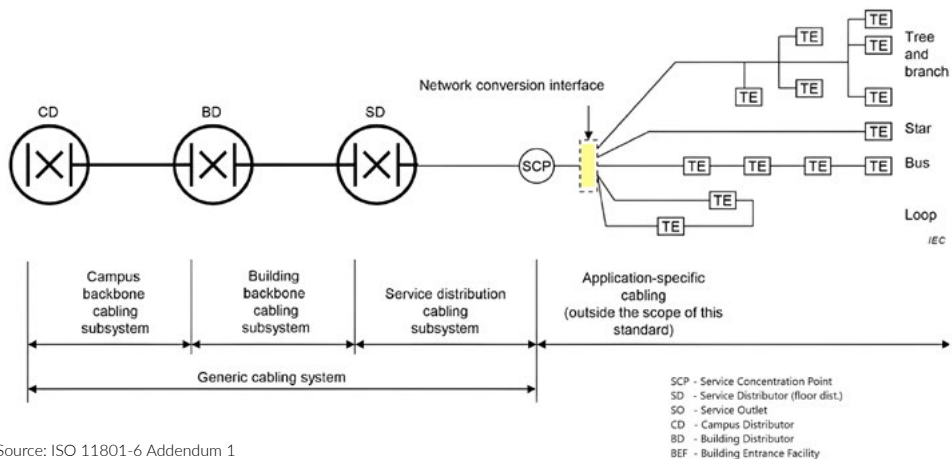 CD
BD
SD
Network conversion interface
SCP
TE
TE
TE
TE
TE
TE
Tree
and
branch
TE
Star
TE
TE
TE
TE
Bus
TE
TE
Loop
IEC
Campus
backbone
cabling
subsystem
Building
backbone
cabling
subsystem
Service distribution
cabling
subsystem
Application-specific
cabling
(outside the scope of this
standard)
Generic cabling system
SCP - Service Concentration Point
SD - Service Distributor (floor dist.)
SO - Service Outlet
CD - Campus Distributor
BD - Building Distributor
BEF - Building Entrance Facility
Source: ISO 11801-6 Addendum 1